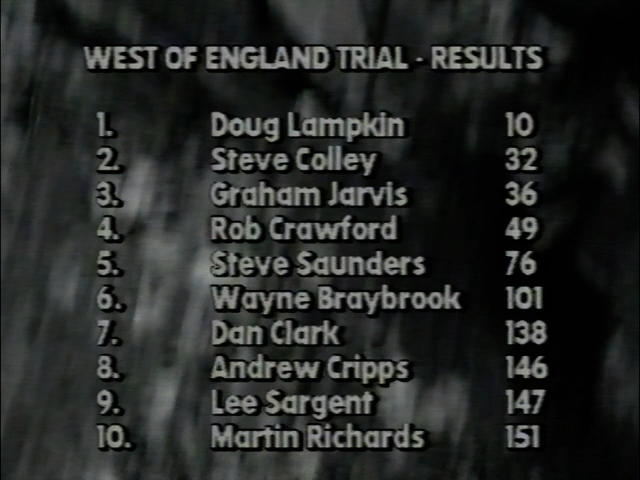 WEST OF ENGLAND TRIAL - RESULTS
1. Doug Lampkin 10
2. Steve Colley 32
3. Graham Jarvis 36
4. Rob Crawford 49
5. Steve Saunders 76
6. Wayne Braybrook 101
7. Dan Clark 138
8. Andrew Cripps 146
9. Lee Sargent 147
10. Martin Richards 151